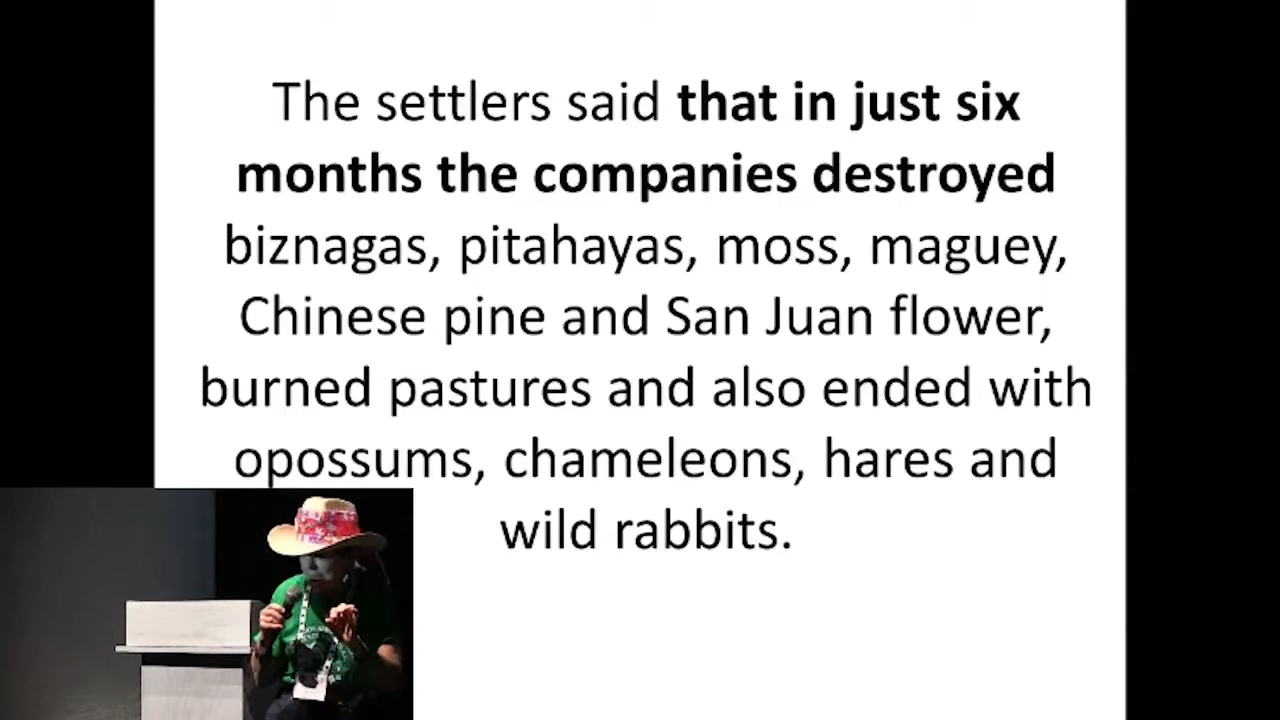 The settlers said that in just six
months the companies destroyed
biznagas, pitahayas, moss, maguey,
Chinese pine and San Juan flower,
burned pastures and also ended with
opossums, chameleons, hares and
wild rabbits.